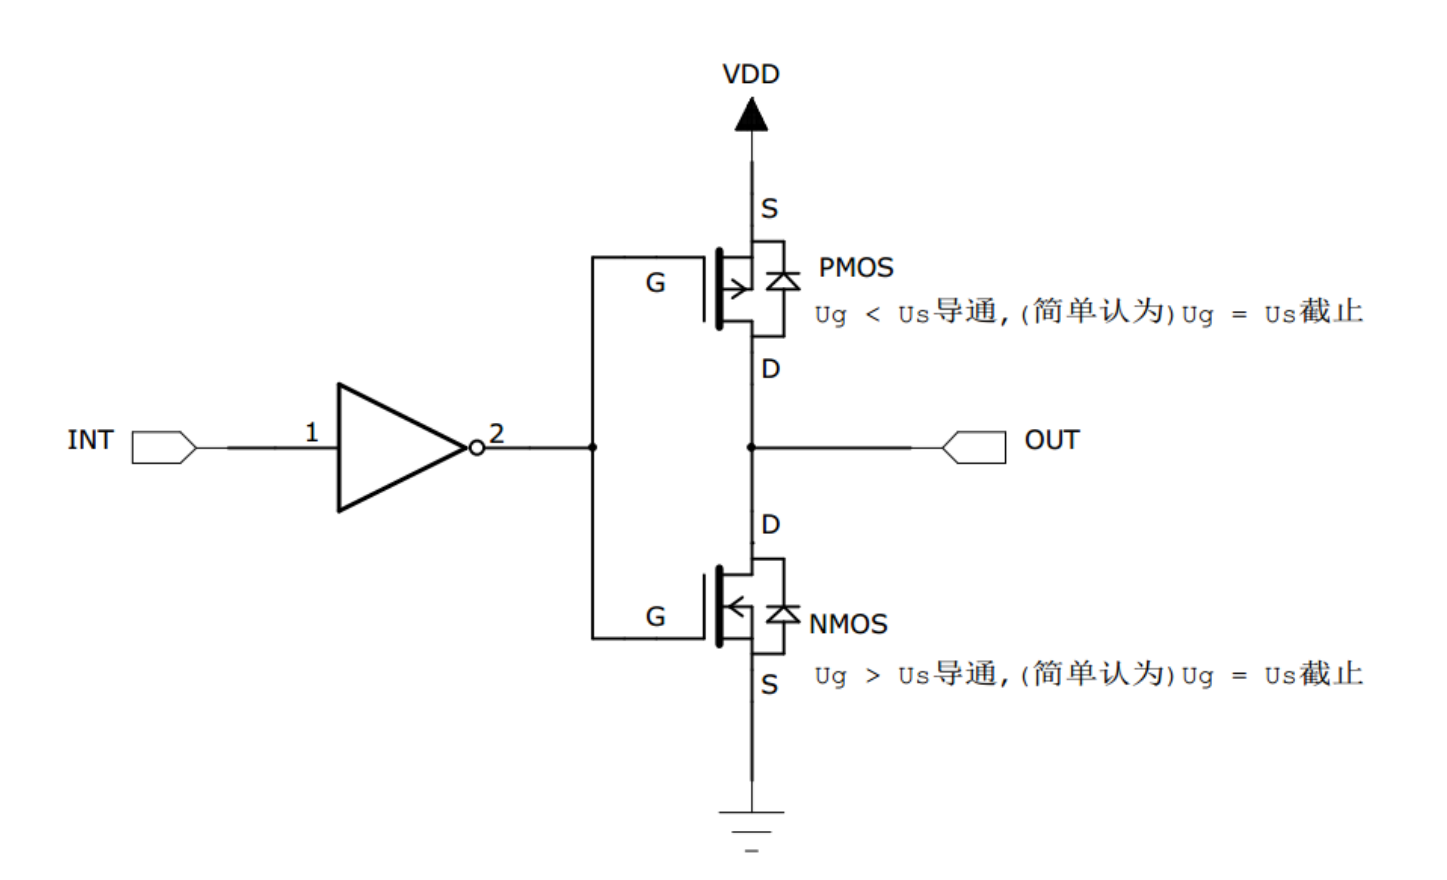 VDD
S
G
PMOS
Ug < Us导通,(简单认为)Ug = Us截止
D
INT
1
2
OUT
D
G
NMOS
Ug > Us导通,(简单认为)Ug = Us截止
S